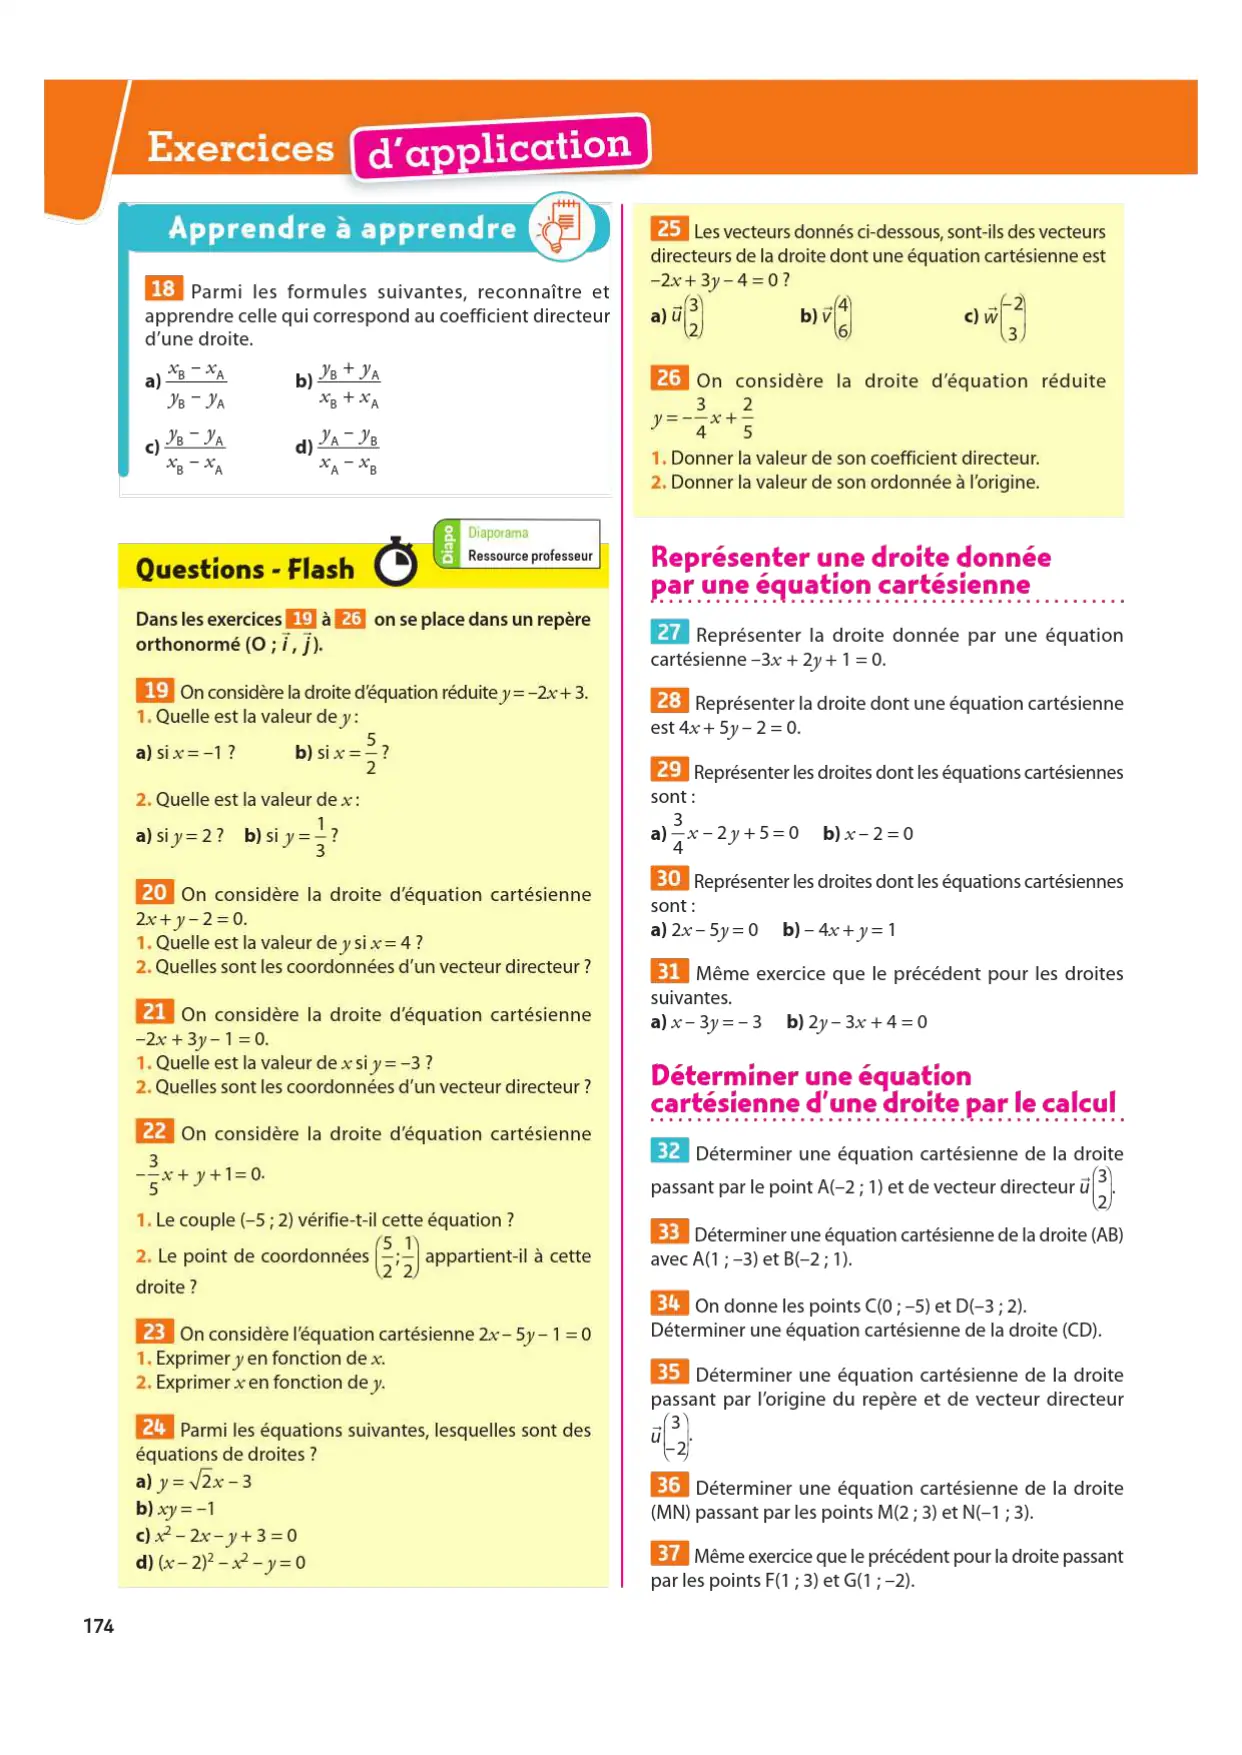 Exercices d'application
Apprendre à apprendre
18 Parmi les formules suivantes, reconnaître et
apprendre celle qui correspond au coefficient directeur
d'une droite.
a) (x_B – x_A)/(y_B – y_A) b) (y_B + y_A)/(x_B + x_A)
c) (y_B – y_A)/(x_B – x_A) d) (y_A – y_B)/(x_A – x_B)
Diapo
Diaporama
Ressource professeur
Questions - Flash
Dans les exercices 19 à 26 on se place dans un repère
orthonormé (O ; i⃗ , j⃗ ).
19 On considère la droite d'équation réduite y = –2x + 3.
1. Quelle est la valeur de y :
a) si x = –1 ? b) si x = 5/2 ?
2. Quelle est la valeur de x :
a) si y = 2 ? b) si y = 1/3 ?
20 On considère la droite d'équation cartésienne
2x + y – 2 = 0.
1. Quelle est la valeur de y si x = 4 ?
2. Quelles sont les coordonnées d'un vecteur directeur ?
21 On considère la droite d'équation cartésienne
–2x + 3y – 1 = 0.
1. Quelle est la valeur de x si y = –3 ?
2. Quelles sont les coordonnées d'un vecteur directeur ?
22 On considère la droite d'équation cartésienne
–3/5 x + y + 1 = 0.
1. Le couple (–5 ; 2) vérifie-t-il cette équation ?
2. Le point de coordonnées (5/2 ; 1/2) appartient-il à cette
droite ?
23 On considère l'équation cartésienne 2x – 5y – 1 = 0
1. Exprimer y en fonction de x.
2. Exprimer x en fonction de y.
24 Parmi les équations suivantes, lesquelles sont des
équations de droites ?
a) y = √2x – 3
b) xy = –1
c) x² – 2x – y + 3 = 0
d) (x – 2)² – x² – y = 0
25 Les vecteurs donnés ci-dessous, sont-ils des vecteurs
directeurs de la droite dont une équation cartésienne est
–2x + 3y – 4 = 0 ?
a) u⃗(3 2) b) v⃗(4 6) c) w⃗(–2 3)
26 On considère la droite d'équation réduite
y = –3/4 x + 2/5
1. Donner la valeur de son coefficient directeur.
2. Donner la valeur de son ordonnée à l'origine.
Représenter une droite donnée
par une équation cartésienne
27 Représenter la droite donnée par une équation
cartésienne –3x + 2y + 1 = 0.
28 Représenter la droite dont une équation cartésienne
est 4x + 5y – 2 = 0.
29 Représenter les droites dont les équations cartésiennes
sont :
a) 3/4 x – 2y + 5 = 0 b) x – 2 = 0
30 Représenter les droites dont les équations cartésiennes
sont :
a) 2x – 5y = 0 b) – 4x + y = 1
31 Même exercice que le précédent pour les droites
suivantes.
a) x – 3y = – 3 b) 2y – 3x + 4 = 0
Déterminer une équation
cartésienne d'une droite par le calcul
32 Déterminer une équation cartésienne de la droite
passant par le point A(–2 ; 1) et de vecteur directeur u⃗(3 2).
33 Déterminer une équation cartésienne de la droite (AB)
avec A(1 ; –3) et B(–2 ; 1).
34 On donne les points C(0 ; –5) et D(–3 ; 2).
Déterminer une équation cartésienne de la droite (CD).
35 Déterminer une équation cartésienne de la droite
passant par l'origine du repère et de vecteur directeur
u⃗(3 –2).
36 Déterminer une équation cartésienne de la droite
(MN) passant par les points M(2 ; 3) et N(–1 ; 3).
37 Même exercice que le précédent pour la droite passant
par les points F(1 ; 3) et G(1 ; –2).
174